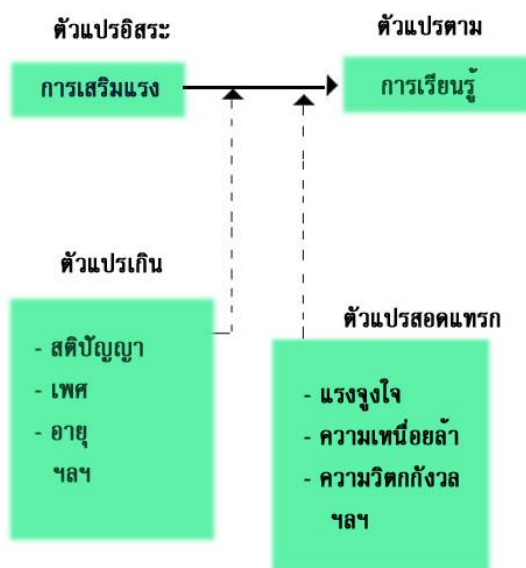 ตัวแปรอิสระ
ตัวแปรตาม
การเสริมแรง
การเรียนรู้
ตัวแปรเกิน
- สติปัญญา
- เพศ
- อายุ
ฯลฯ
ตัวแปรสอดแทรก
- แรงจูงใจ
- ความเหนื่อยล้า
- ความวิตกกังวล
ฯลฯ